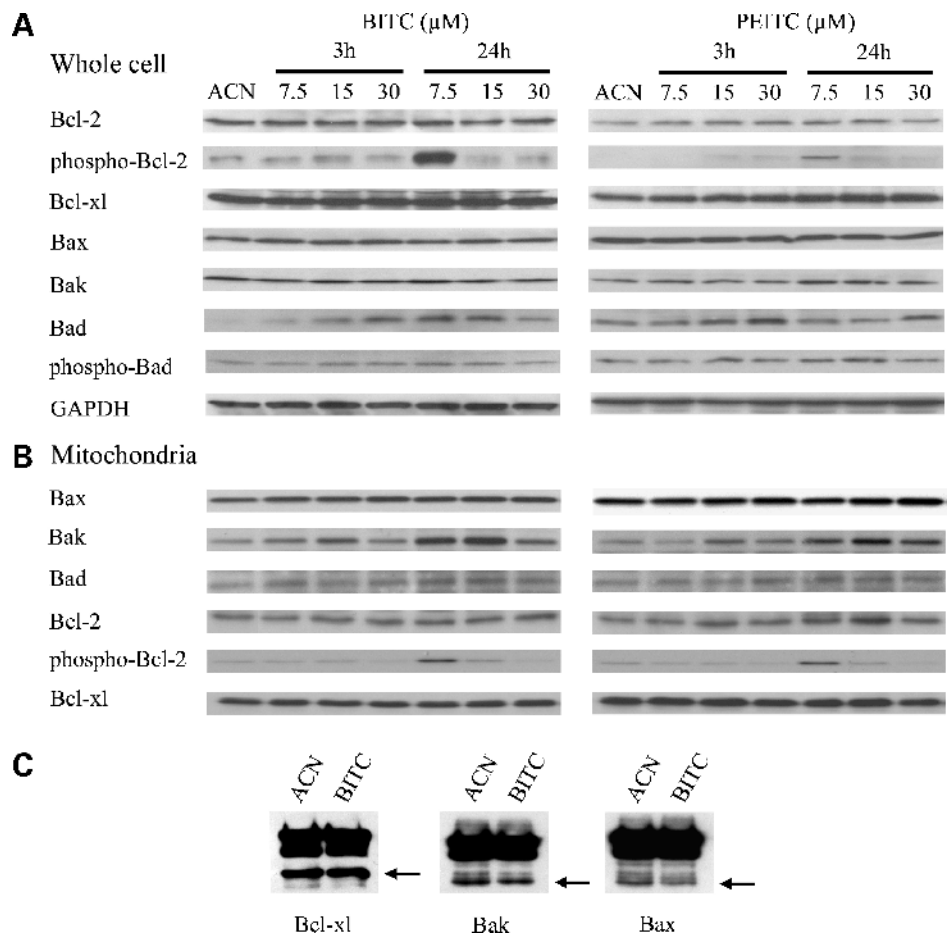 A
BITC (µM)
PEITC (µM)
Whole cell
3h
24h
3h
24h
ACN 7.5 15 30 7.5 15 30
ACN 7.5 15 30 7.5 15 30
Bcl-2
phospho-Bcl-2
Bcl-xl
Bax
Bak
Bad
phospho-Bad
GAPDH
B Mitochondria
Bax
Bak
Bad
Bcl-2
phospho-Bcl-2
Bcl-xl
C
ACN BITC
ACN BITC
ACN BITC
Bcl-xl
Bak
Bax